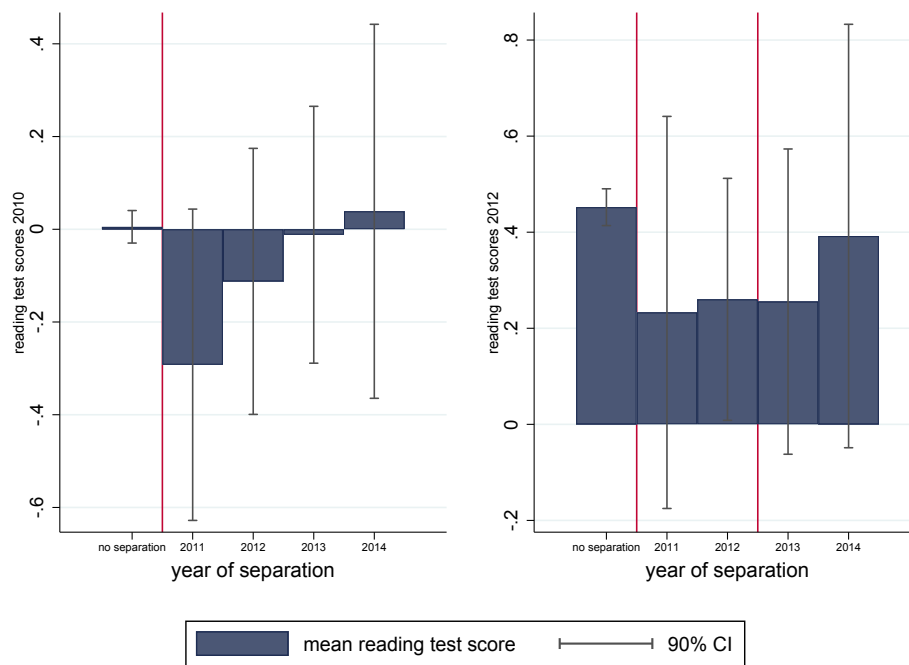 reading test scores 2010
.4
.2
0
-.2
-.4
-.6
no separation 2011 2012 2013 2014
year of separation
reading test scores 2012
.8
.6
.4
.2
0
-.2
no separation 2011 2012 2013 2014
year of separation
mean reading test score 90% CI